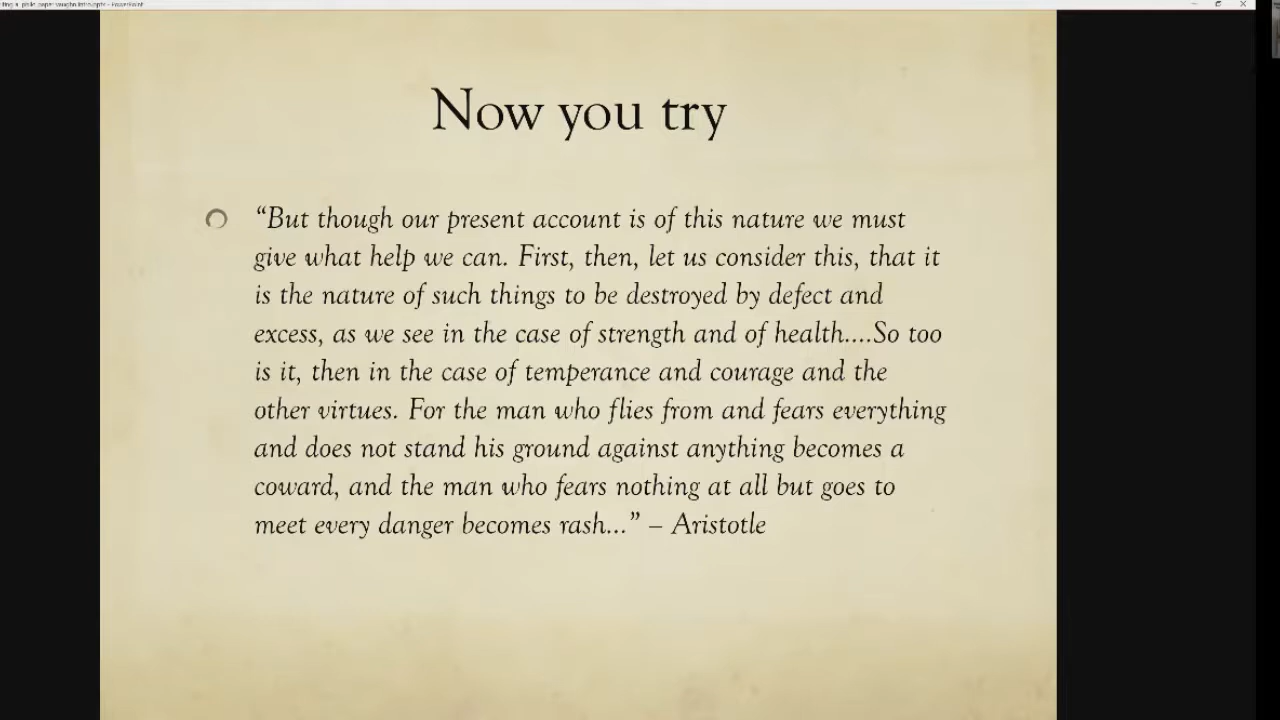 Now you try
“But though our present account is of this nature we must
give what help we can. First, then, let us consider this, that it
is the nature of such things to be destroyed by defect and
excess, as we see in the case of strength and of health....So too
is it, then in the case of temperance and courage and the
other virtues. For the man who flies from and fears everything
and does not stand his ground against anything becomes a
coward, and the man who fears nothing at all but goes to
meet every danger becomes rash...” – Aristotle